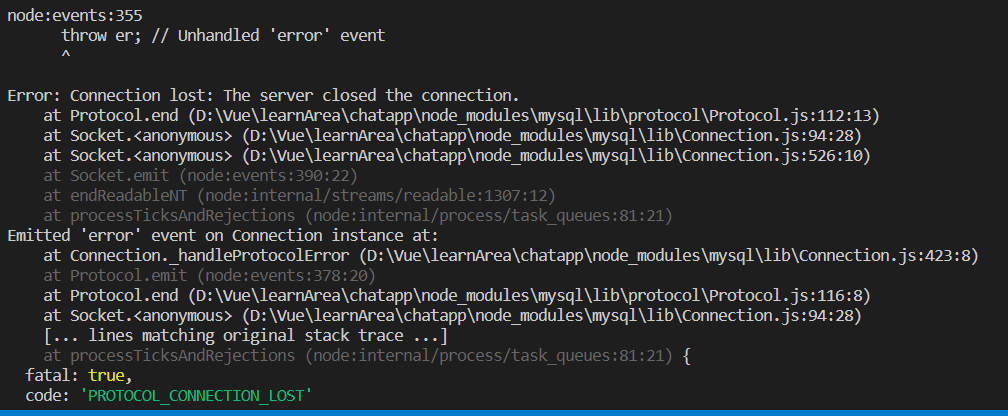 node:events:355
      throw er; // Unhandled 'error' event
      ^
Error: Connection lost: The server closed the connection.
    at Protocol.end (D:\Vue\learnArea\chatapp\node_modules\mysql\lib\protocol\Protocol.js:112:13)
    at Socket.<anonymous> (D:\Vue\learnArea\chatapp\node_modules\mysql\lib\Connection.js:94:28)
    at Socket.<anonymous> (D:\Vue\learnArea\chatapp\node_modules\mysql\lib\Connection.js:526:10)
    at Socket.emit (node:events:390:22)
    at endReadableNT (node:internal/streams/readable:1307:12)
    at processTicksAndRejections (node:internal/process/task_queues:81:21)
Emitted 'error' event on Connection instance at:
    at Connection._handleProtocolError (D:\Vue\learnArea\chatapp\node_modules\mysql\lib\Connection.js:423:8)
    at Protocol.emit (node:events:378:20)
    at Protocol.end (D:\Vue\learnArea\chatapp\node_modules\mysql\lib\protocol\Protocol.js:116:8)
    at Socket.<anonymous> (D:\Vue\learnArea\chatapp\node_modules\mysql\lib\Connection.js:94:28)
    [... lines matching original stack trace ...]
    at processTicksAndRejections (node:internal/process/task_queues:81:21) {
  fatal: true,
  code: 'PROTOCOL_CONNECTION_LOST'